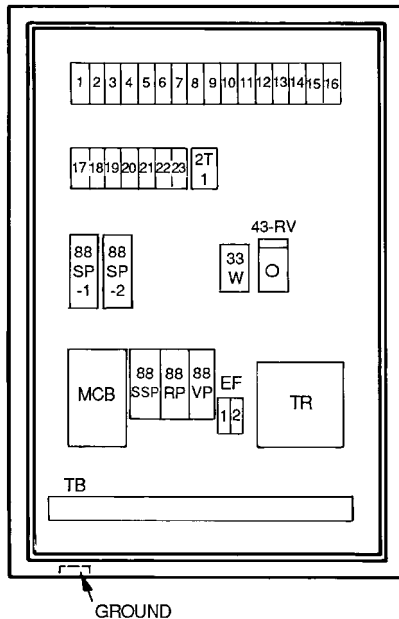 1 2 3 4 5 6 7 8 9 10 11 12 13 14 15 16
17 18 19 20 21 22 23 2T 1
43-RV
88 SP -1 88 SP -2 33 W
MCB 88 SSP 88 RP 88 VP EF 1 2 TR
TB
GROUND